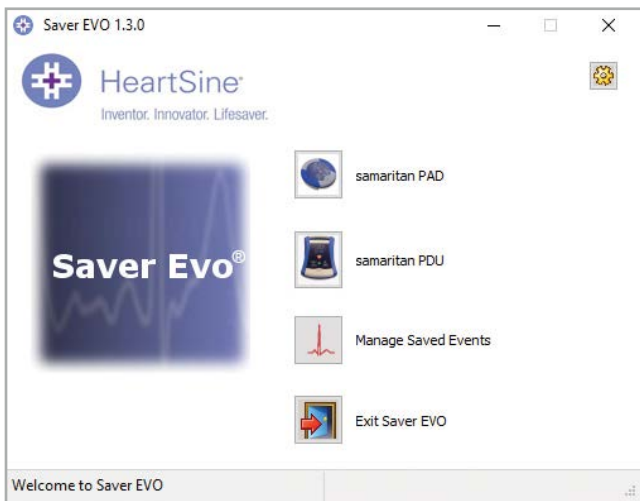 Saver EVO 1.3.0
HeartSine®
Inventor. Innovator. Lifesaver.
samaritan PAD
Saver Evo®
samaritan PDU
Manage Saved Events
Exit Saver EVO
Welcome to Saver EVO